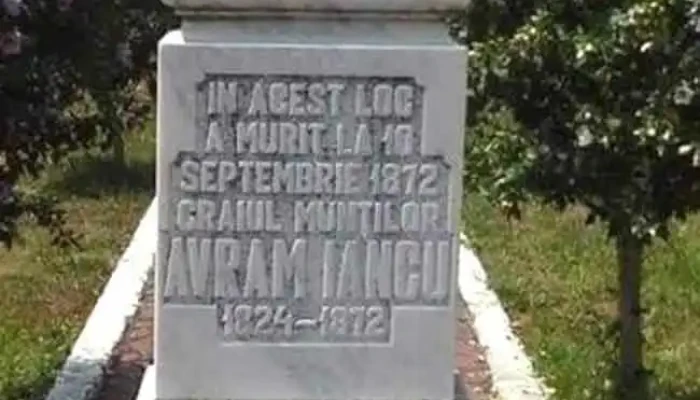 IN ACEST LOC
A MURIT LA 10
SEPTEMBRIE 1872
CRAIUL MUNTILOR
AVRAM IANCU
1824-1872